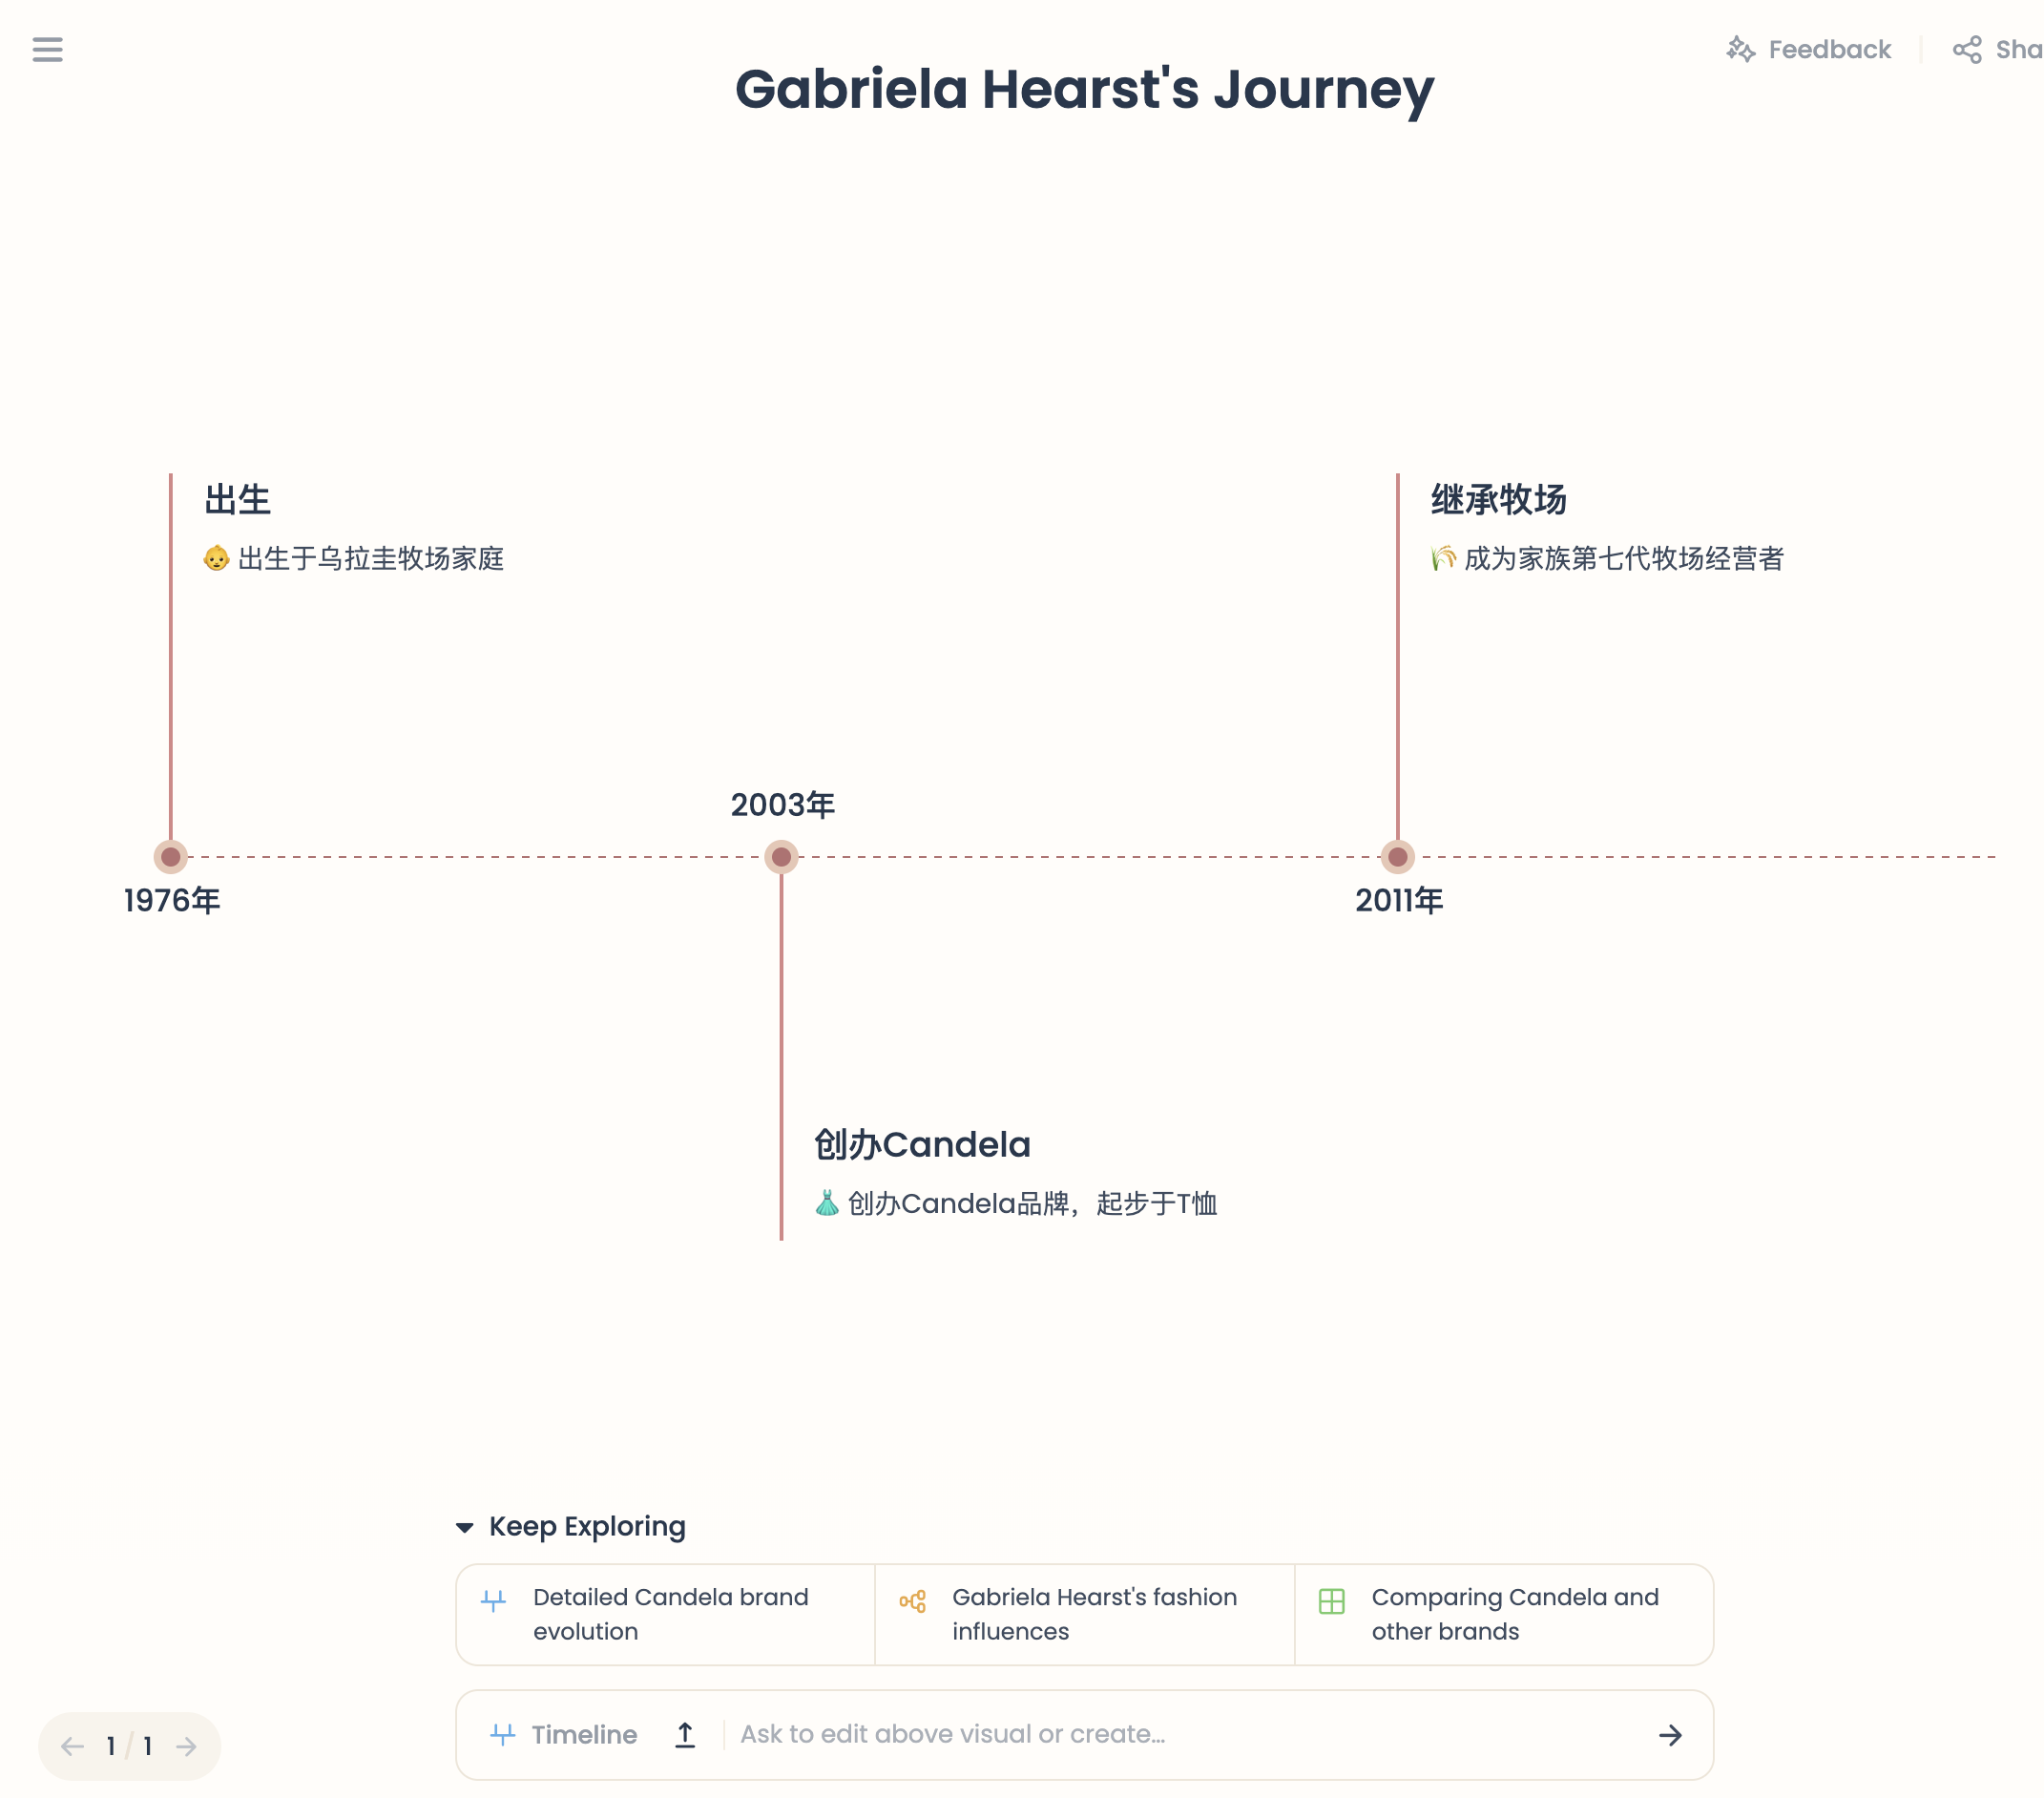 Feedback
Sha
Gabriela Hearst's Journey
出生
👶 出生于乌拉圭牧场家庭
继承牧场
🌾 成为家族第七代牧场经营者
2003年
1976年
2011年
创办Candela
👗 创办Candela品牌，起步于T恤
Keep Exploring
Detailed Candela brand
evolution
Gabriela Hearst's fashion
influences
Comparing Candela and
other brands
Timeline
Ask to edit above visual or create...
1 / 1